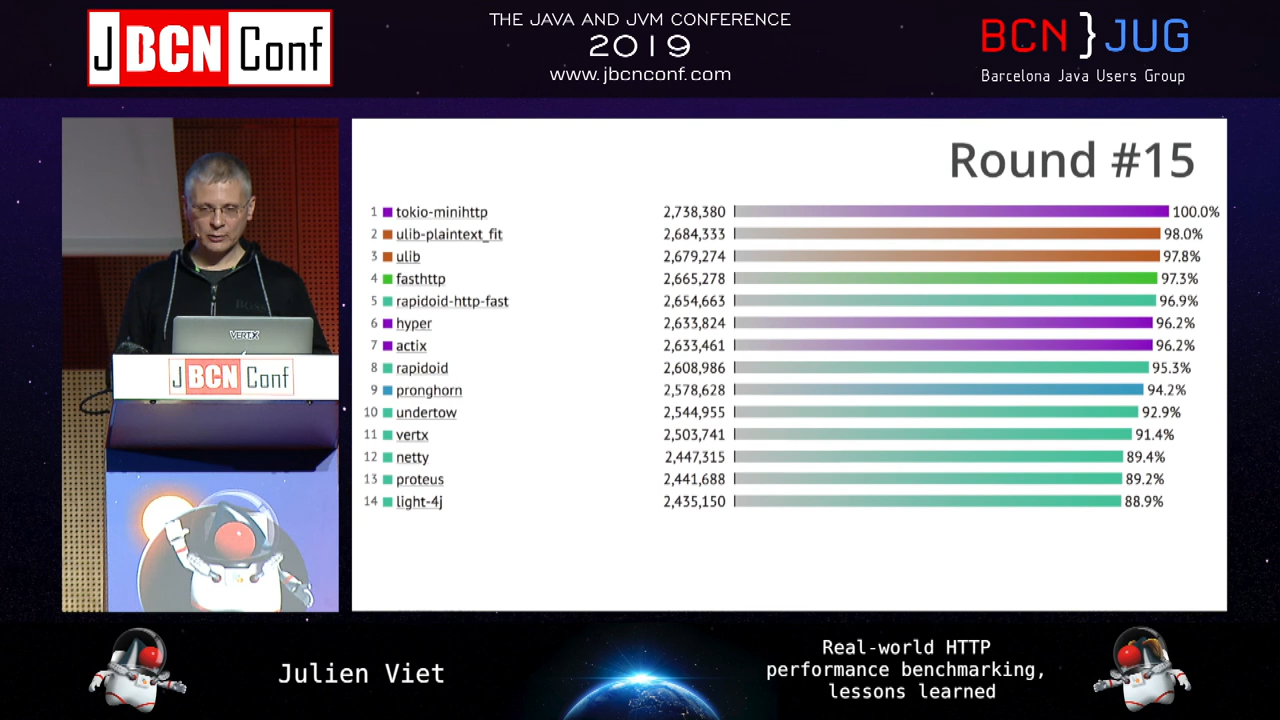 JBCN Conf
THE JAVA AND JVM CONFERENCE
2019
www.jbcnconf.com
BCN}JUG
Barcelona Java Users Group
VERT.X
JBCN Conf
Round #15
1 tokio-minihttp 2,738,380 100.0%
2 ulib-plaintext_fit 2,684,333 98.0%
3 ulib 2,679,274 97.8%
4 fasthttp 2,665,278 97.3%
5 rapidoid-http-fast 2,654,663 96.9%
6 hyper 2,633,824 96.2%
7 actix 2,633,461 96.2%
8 rapidoid 2,608,986 95.3%
9 pronghorn 2,578,628 94.2%
10 undertow 2,544,955 92.9%
11 vertx 2,503,741 91.4%
12 netty 2,447,315 89.4%
13 proteus 2,441,688 89.2%
14 light-4j 2,435,150 88.9%
Julien Viet
Real-world HTTP
performance benchmarking,
lessons learned